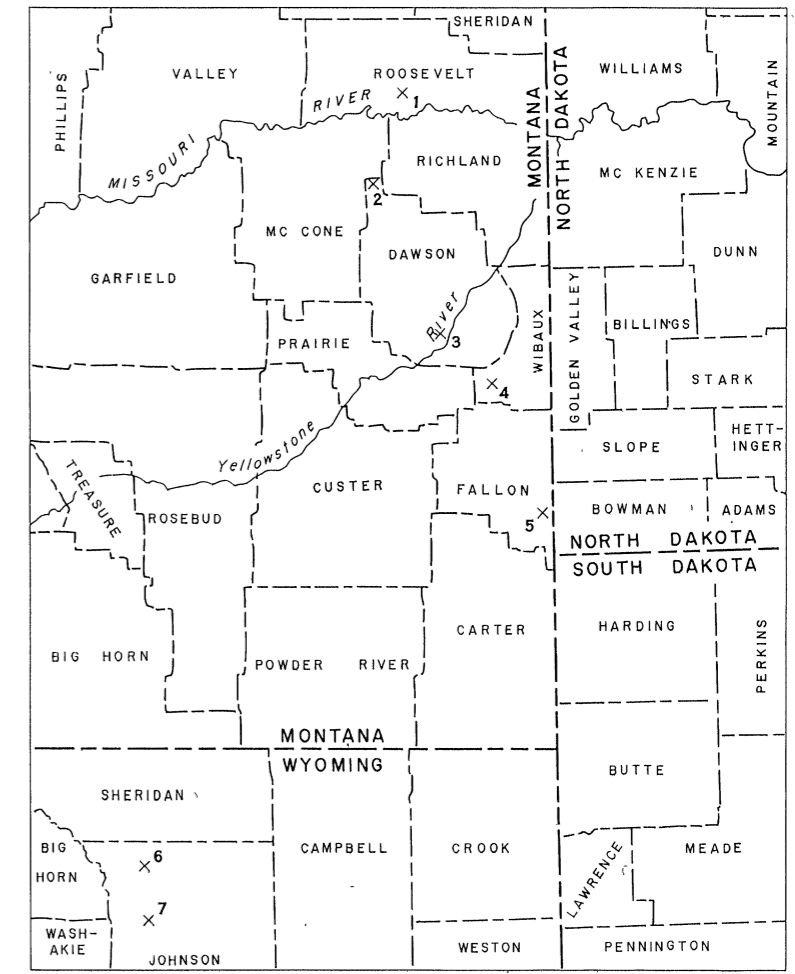 SHERIDAN
PHILLIPS
VALLEY
ROOSEVELT
1
MONTANA
NORTH DAKOTA
WILLIAMS
MOUNTAIN
MISSOURI RIVER
RICHLAND
MC KENZIE
2
MC CONE
DAWSON
DUNN
GARFIELD
River
3
PRAIRIE
WIBAUX
GOLDEN VALLEY
BILLINGS
4
STARK
Yellowstone
SLOPE
HETT-
INGER
TREASURE
ROSEBUD
CUSTER
FALLON
5
BOWMAN
ADAMS
NORTH DAKOTA
SOUTH DAKOTA
BIG HORN
POWDER RIVER
CARTER
HARDING
PERKINS
MONTANA
WYOMING
SHERIDAN
BUTTE
BIG
HORN
6
CAMPBELL
CROOK
LAWRENCE
MEADE
7
WASH-
AKIE
JOHNSON
WESTON
PENNINGTON